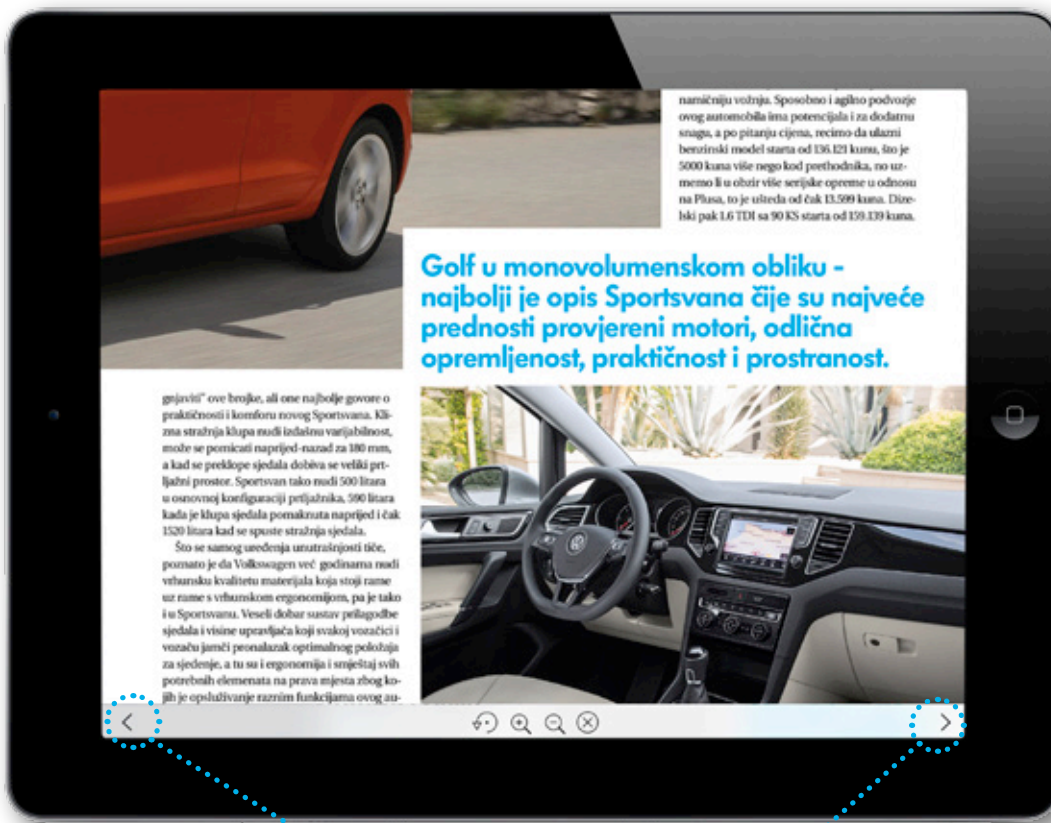 namičniju vožnju. Sposobno i agilno podvozje
ovog automobila ima potencijala i za dodatnu
snagu, a po pitanju cijena, recimo da ulazni
benzinski model starta od 136.121 kunu, što je
5000 kuna više nego kod prethodnika, no uz-
memo li u obzir više serijske opreme u odnosu
na Plusa, to je ušteda od čak 13.599 kuna. Dize-
lski pak 1.6 TDI sa 90 KS starta od 159.139 kuna.
Golf u monovolumenskom obliku -
najbolji je opis Sportsvana čije su najveće
prednosti provjereni motori, odlična
opremljenost, praktičnost i prostranost.
gnjaviti" ove brojke, ali one najbolje govore o
praktičnosti i komforu novog Sportsvana. Kli-
zna stražnja klupa nudi izdašnu varijabilnost,
može se pomicati naprijed-nazad za 180 mm,
a kad se preklope sjedala dobiva se veliki prt-
ljažni prostor. Sportsvan tako nudi 500 litara
u osnovnoj konfiguraciji prtljažnika, 590 litara
kada je klupa sjedala pomaknuta naprijed i čak
1520 litara kad se spuste stražnja sjedala.
Što se samog uređenja unutrašnjosti tiče,
poznato je da Volkswagen već godinama nudi
vrhunsku kvalitetu materijala koja stoji rame
uz rame s vrhunskom ergonomijom, pa je tako
i u Sportsvanu. Veseli dobar sustav prilagodbe
sjedala i visine upravljača koji svakoj vozačici i
vozaču jamči pronalazak optimalnog položaja
za sjedenje, a tu su i ergonomija i smještaj svih
potrebnih elemenata na prava mjesta zbog ko-
jih je opsluživanje raznim funkcijama ovog au-